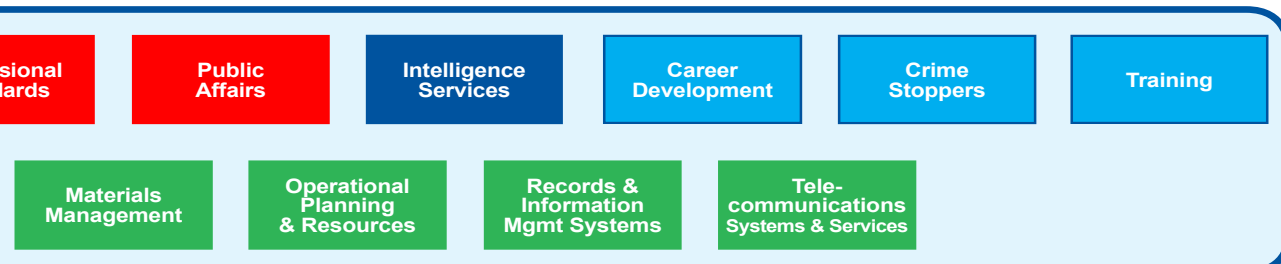 Public
Affairs
Intelligence
Services
Career
Development
Crime
Stoppers
Training
Materials
Management
Operational
Planning
& Resources
Records &
Information
Mgmt Systems
Tele-
communications
Systems & Services